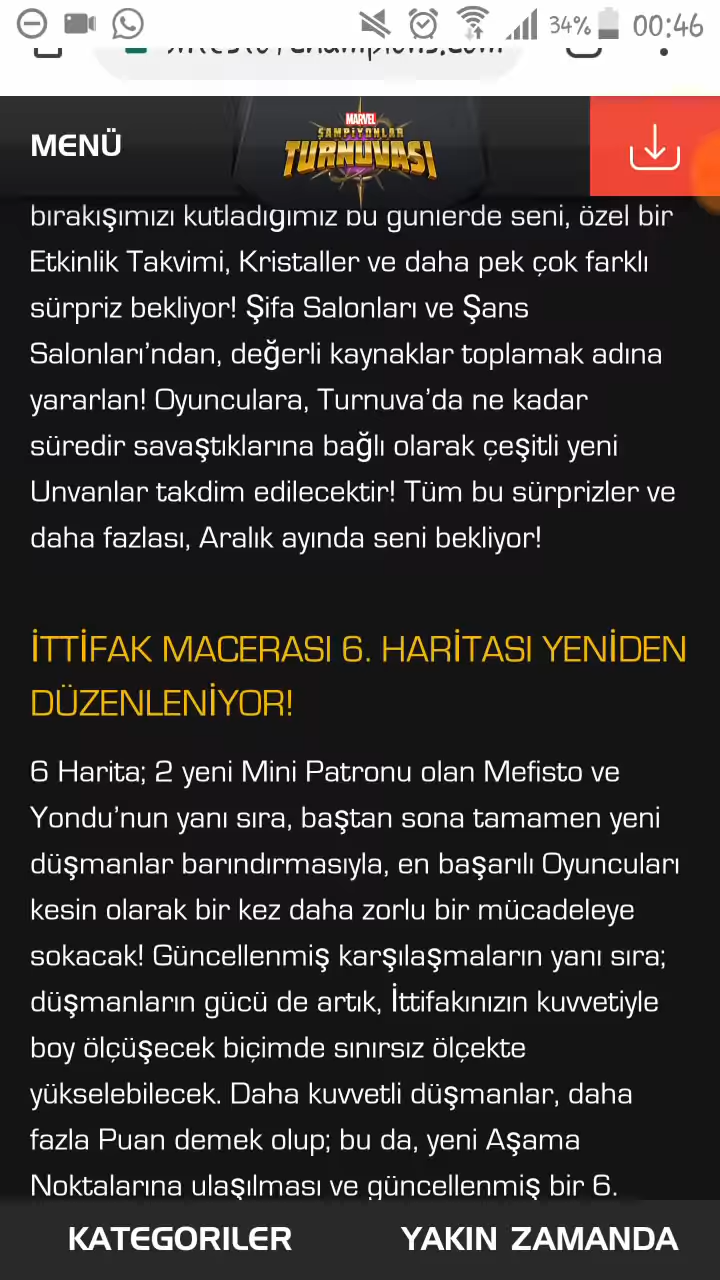 34% 00:46
MENÜ
MARVEL
ŞAMPİYONLAR
TURNUVASI
bırakışımızı kutladığımız bu günlerde seni, özel bir
Etkinlik Takvimi, Kristaller ve daha pek çok farklı
sürpriz bekliyor! Şifa Salonları ve Şans
Salonları’ndan, değerli kaynaklar toplamak adına
yararlan! Oyunculara, Turnuva’da ne kadar
süredir savaştıklarına bağlı olarak çeşitli yeni
Unvanlar takdim edilecektir! Tüm bu sürprizler ve
daha fazlası, Aralık ayında seni bekliyor!
İTTİFAK MACERASI 6. HARİTASI YENİDEN
DÜZENLENİYOR!
6 Harita; 2 yeni Mini Patronu olan Mefisto ve
Yondu’nun yanı sıra, baştan sona tamamen yeni
düşmanlar barındırmasıyla, en başarılı Oyuncuları
kesin olarak bir kez daha zorlu bir mücadeleye
sokacak! Güncellenmiş karşılaşmaların yanı sıra;
düşmanların gücü de artık, İttifakınızın kuvvetiyle
boy ölçüşecek biçimde sınırsız ölçekte
yükselebilecek. Daha kuvvetli düşmanlar, daha
fazla Puan demek olup; bu da, yeni Aşama
Noktalarına ulaşılması ve güncellenmiş bir 6.
KATEGORILER YAKIN ZAMANDA